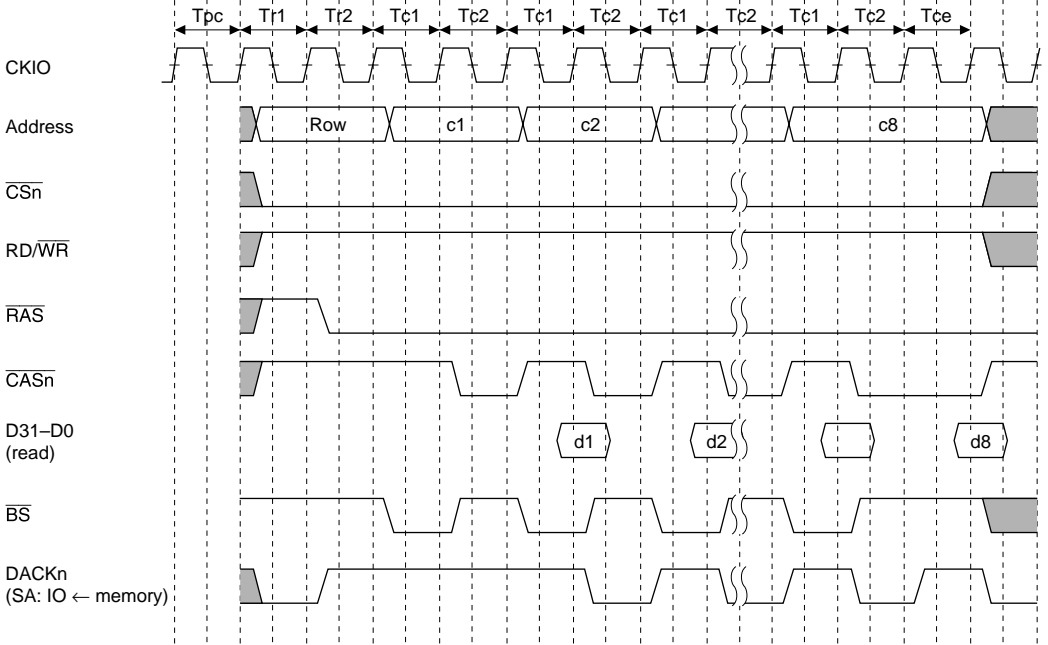 Tpc Tr1 Tr2 Tc1 Tc2 Tc1 Tc2 Tc1 Tc2 Tc1 Tc2 Tce
CKIO
Address Row c1 c2 c8
CSn
RD/WR
RAS
CASn
D31–D0
(read) d1 d2 d8
BS
DACKn
(SA: IO ← memory)